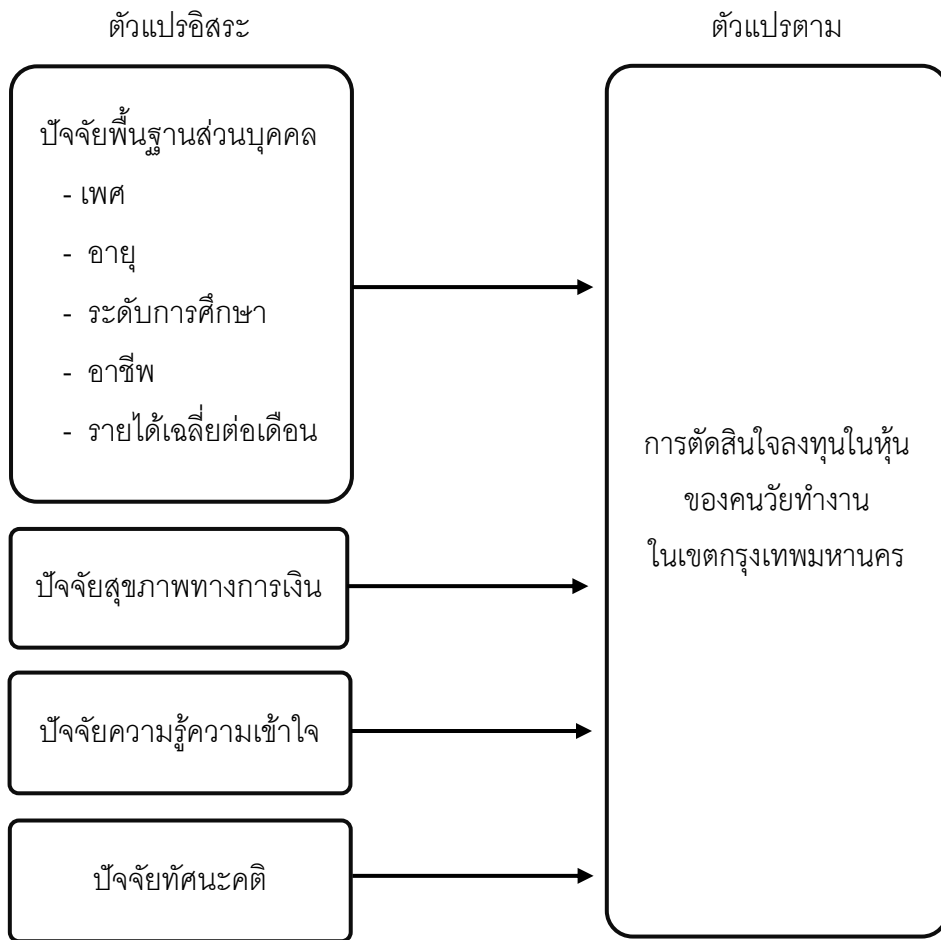 ตัวแปรอิสระ
ตัวแปรตาม
ปัจจัยพื้นฐานส่วนบุคคล
- เพศ
- อายุ
- ระดับการศึกษา
- อาชีพ
- รายได้เฉลี่ยต่อเดือน
ปัจจัยสุขภาพทางการเงิน
ปัจจัยความรู้ความเข้าใจ
ปัจจัยทัศนะคติ
การตัดสินใจลงทุนในหุ้น
ของคนวัยทำงาน
ในเขตกรุงเทพมหานคร